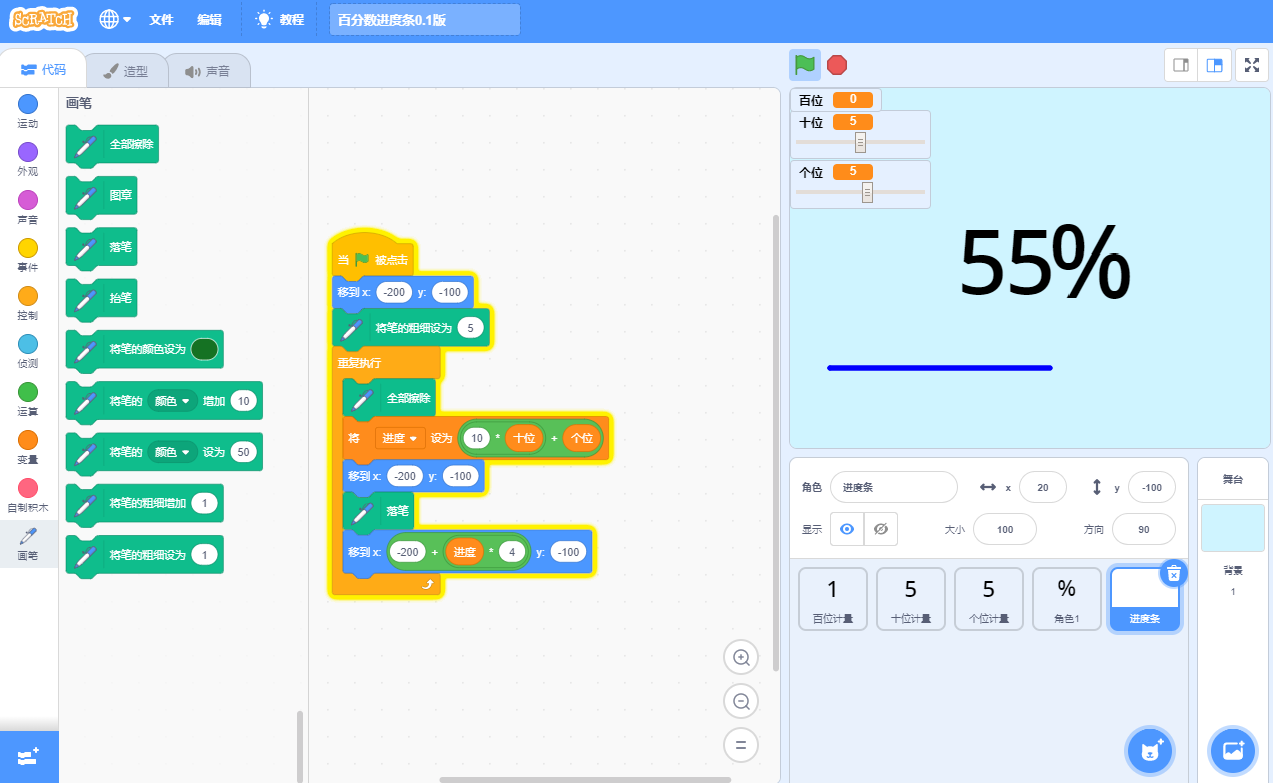 SCRATCH 文件 编辑 教程 百分数进度条0.1版
代码 造型 声音
运动
外观
声音
事件
控制
侦测
运算
变量
自制积木
画笔
画笔
全部擦除
图章
落笔
抬笔
将笔的颜色设为
将笔的 颜色 增加 10
将笔的 颜色 设为 50
将笔的粗细增加 1
将笔的粗细设为 1
当 被点击
移到 x: -200 y: -100
将笔的粗细设为 5
重复执行
全部擦除
将 进度 设为 10 * 十位 + 个位
移到 x: -200 y: -100
落笔
移到 x: -200 + 进度 * 4 y: -100
百位 0
十位 5
个位 5
55%
角色 进度条 x 20 y -100
显示 大小 100 方向 90
1 百位计量
5 十位计量
5 个位计量
% 角色1
进度条
舞台
背景
1